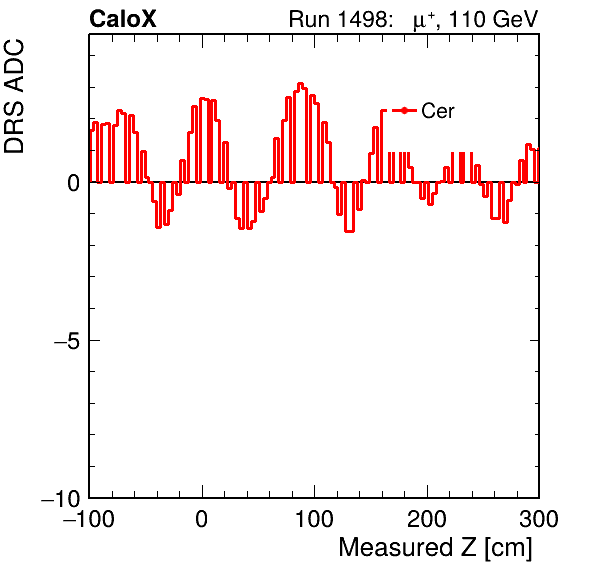 CaloX Run 1498: μ⁺, 110 GeV
DRS ADC
Cer
0
−5
−10
−100 0 100 200 300
Measured Z [cm]